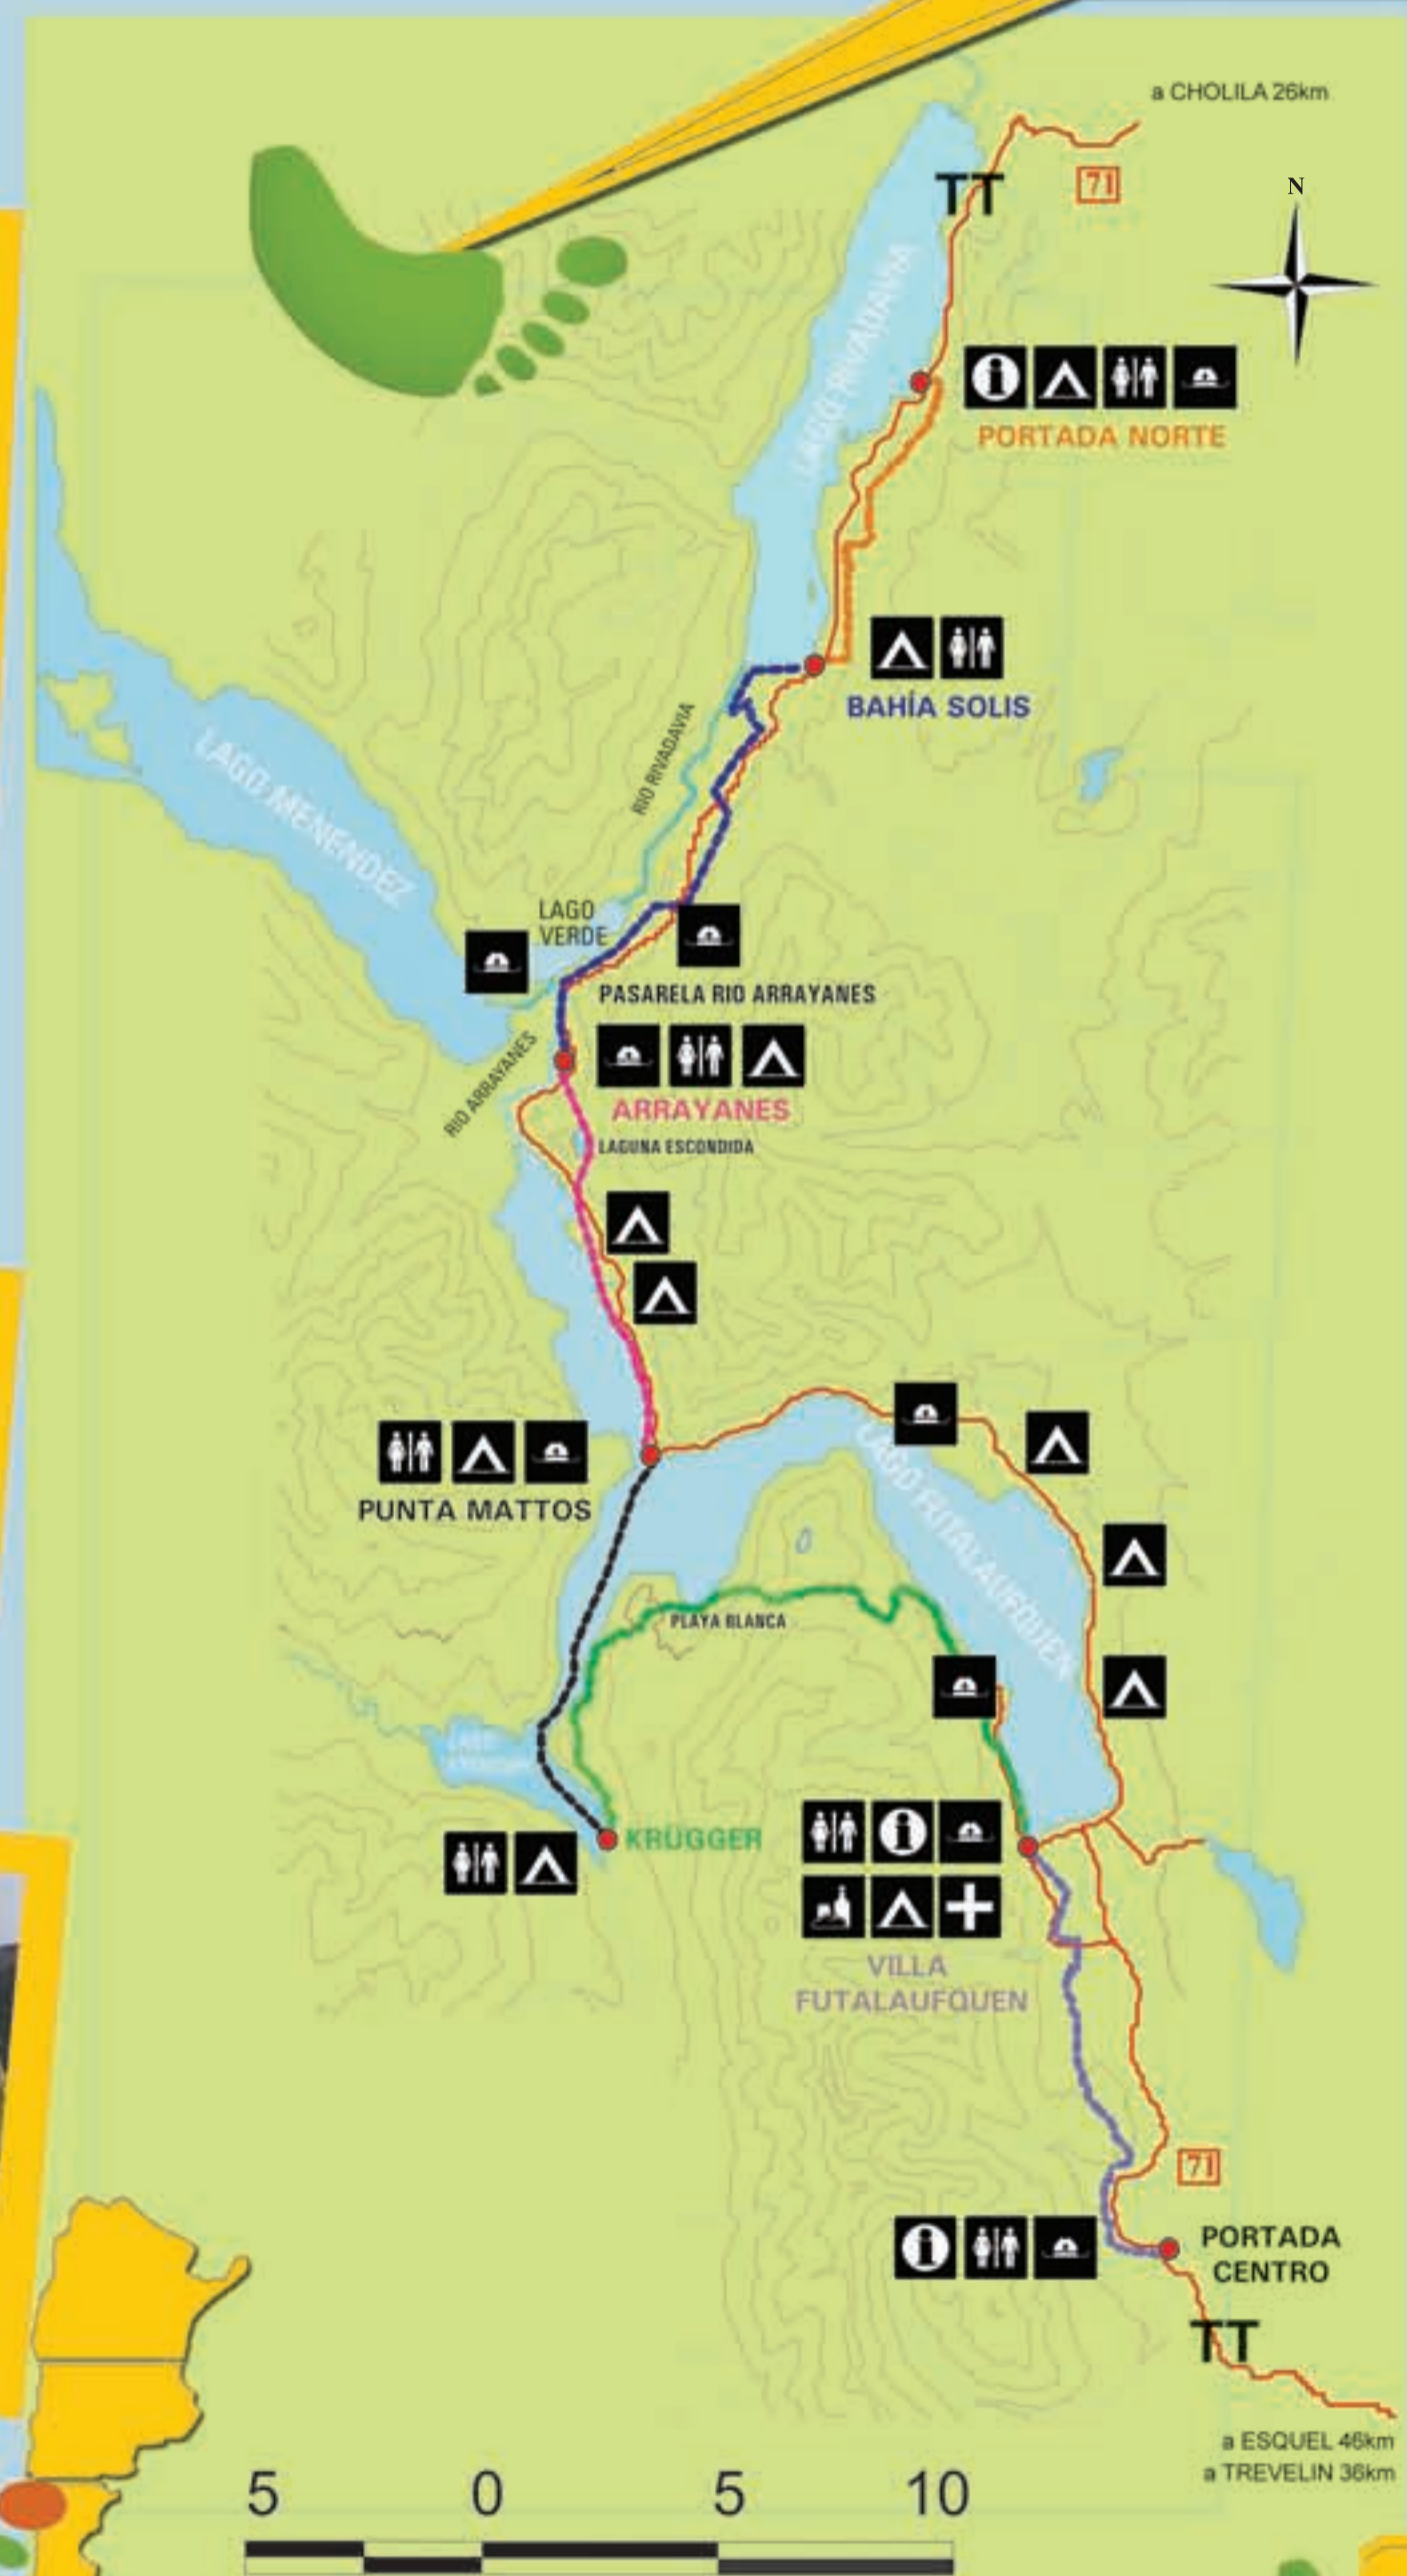 a CHOLILA 26km
TT
71
N
LAGO RIVADAVIA
PORTADA NORTE
BAHÍA SOLIS
RIO RIVADAVIA
LAGO MENENDEZ
LAGO
VERDE
PASARELA RIO ARRAYANES
RIO ARRAYANES
ARRAYANES
LAGUNA ESCONDIDA
LAGO FUTALAUFQUEN
PUNTA MATTOS
PLAYA BLANCA
KRÜGGER
VILLA
FUTALAUFQUEN
71
PORTADA
CENTRO
TT
a ESQUEL 46km
a TREVELIN 36km
5 0 5 10